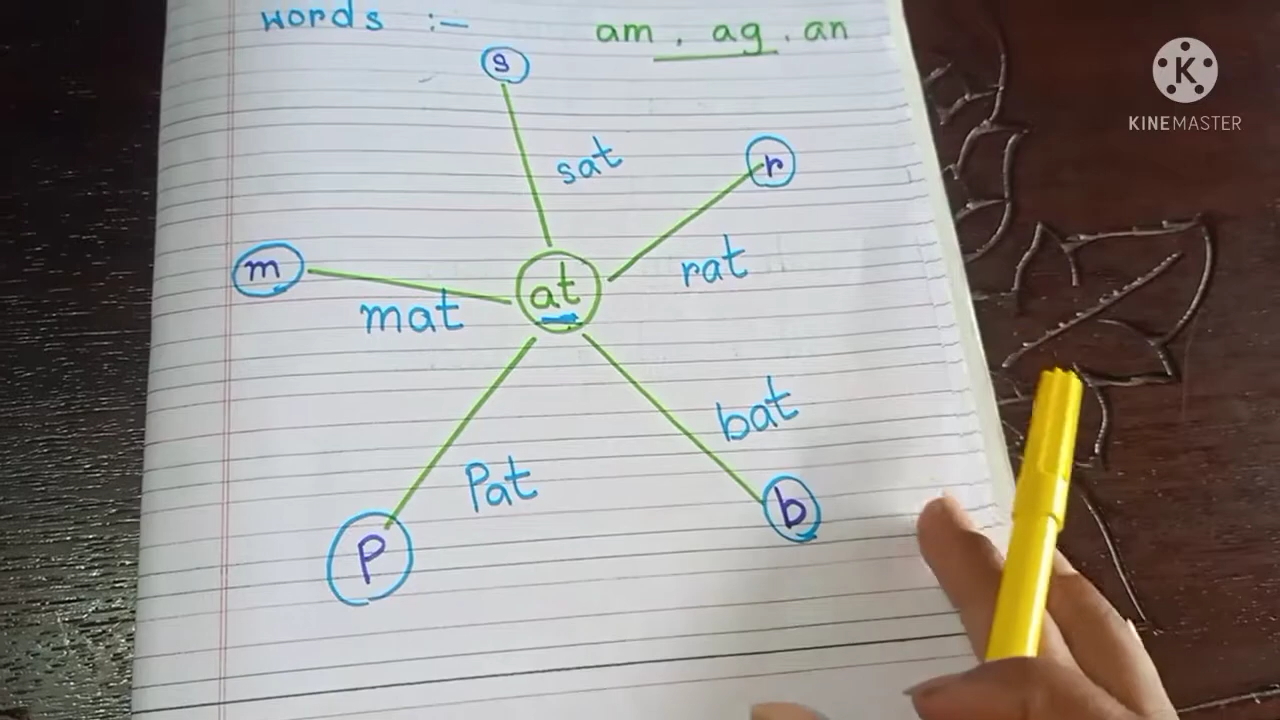 words :-
am , ag . an
s
sat
r
rat
m
mat
at
bat
b
Pat
P
K
KINEMASTER